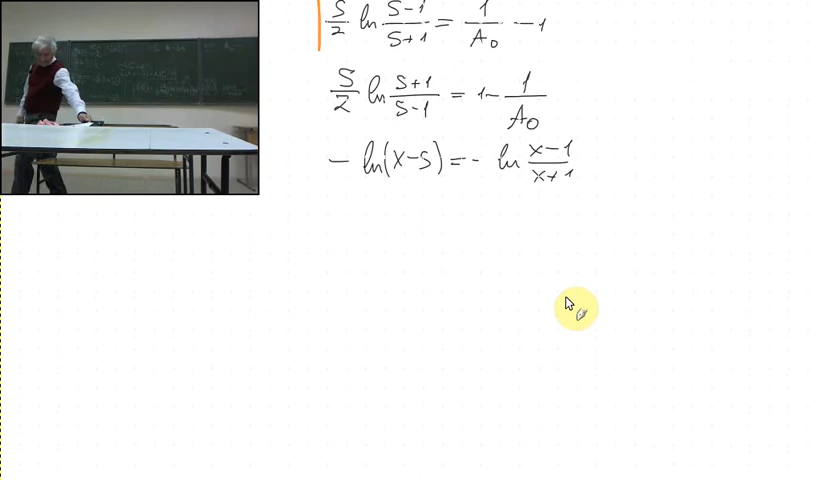 S/2 ln (S-1)/(S+1) = 1/A₀ - 1
S/2 ln (S+1)/(S-1) = 1 - 1/A₀
- ln(x-S) = - ln (x-1)/(x+1)